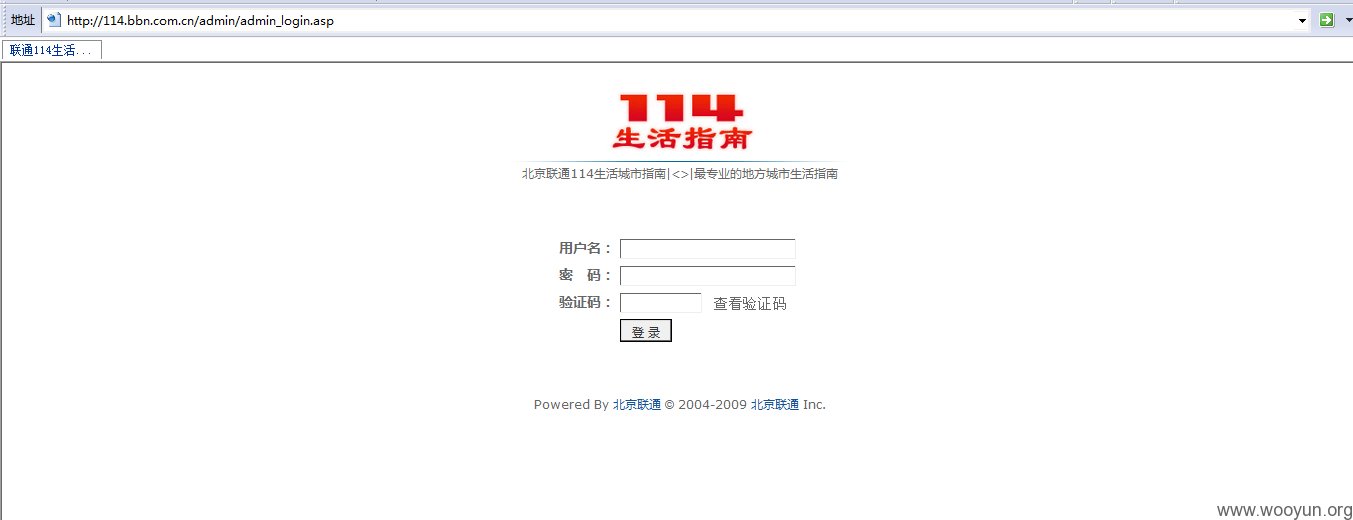 地址 http://114.bbn.com.cn/admin/admin_login.asp
联通114生活...
114
生活指南
北京联通114生活城市指南|<>|最专业的地方城市生活指南
用户名：
密 码：
验证码： 查看验证码
登 录
Powered By 北京联通 © 2004-2009 北京联通 Inc.
www.wooyun.org